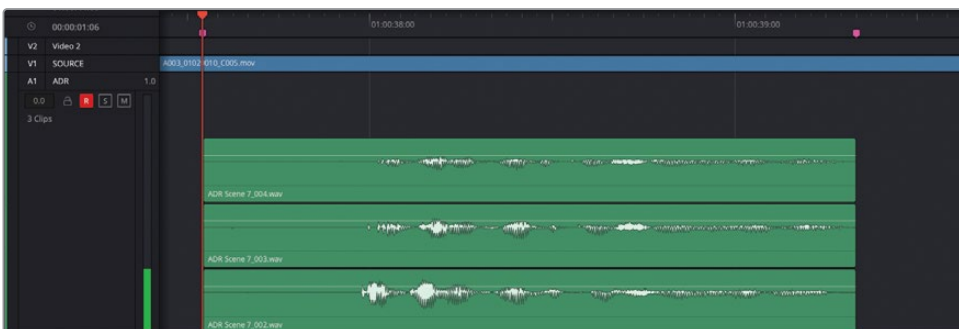 00:00:01:06
01:00:38:00
01:00:39:00
V2 Video 2
V1 SOURCE
A003_01020010_C005.mov
A1 ADR 1.0
0.0 R S M
3 Clips
ADR Scene 7_004.wav
ADR Scene 7_003.wav
ADR Scene 7_002.wav